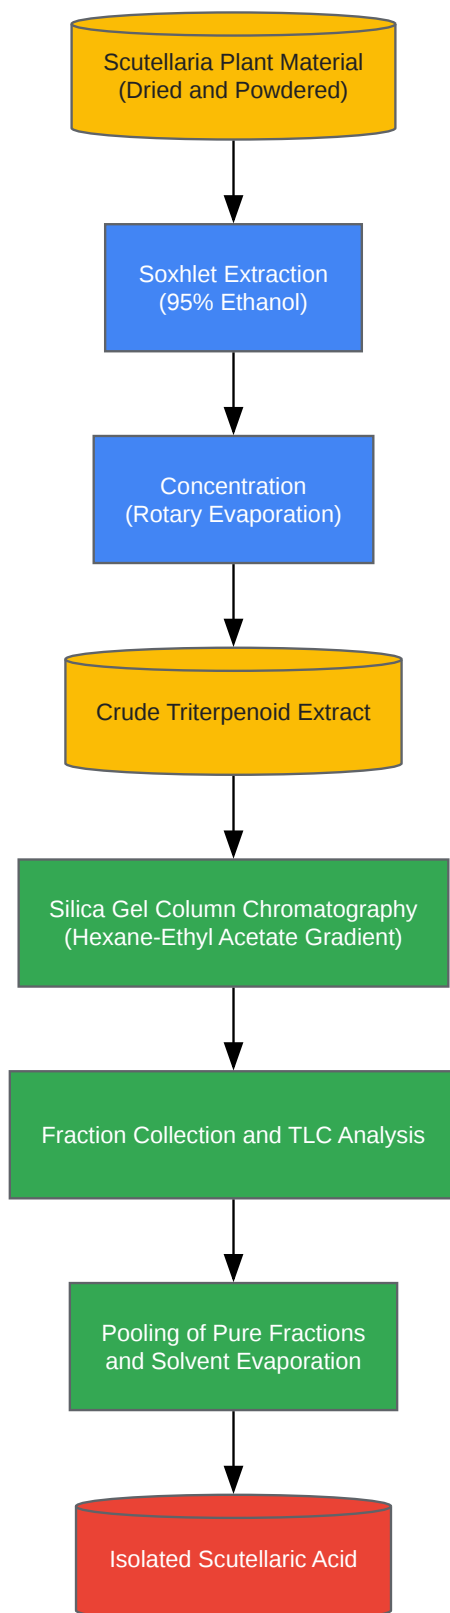 Scutellaria Plant Material
(Dried and Powdered)
Soxhlet Extraction
(95% Ethanol)
Concentration
(Rotary Evaporation)
Crude Triterpenoid Extract
Silica Gel Column Chromatography
(Hexane-Ethyl Acetate Gradient)
Fraction Collection and TLC Analysis
Pooling of Pure Fractions
and Solvent Evaporation
Isolated Scutellaric Acid